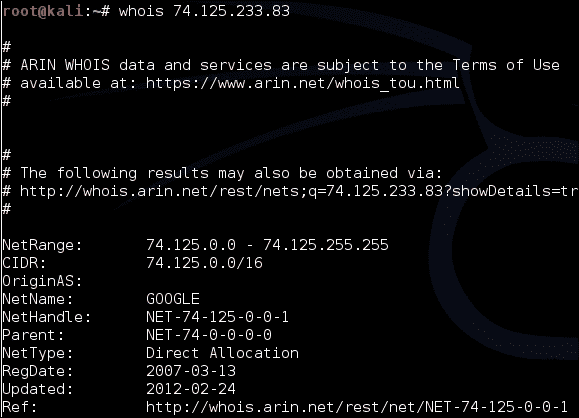 root@kali:~# whois 74.125.233.83
#
# ARIN WHOIS data and services are subject to the Terms of Use
# available at: https://www.arin.net/whois_tou.html
#
#
# The following results may also be obtained via:
# http://whois.arin.net/rest/nets;q=74.125.233.83?showDetails=tr
#
NetRange:       74.125.0.0 - 74.125.255.255
CIDR:           74.125.0.0/16
OriginAS:
NetName:        GOOGLE
NetHandle:      NET-74-125-0-0-1
Parent:         NET-74-0-0-0-0
NetType:        Direct Allocation
RegDate:        2007-03-13
Updated:        2012-02-24
Ref:            http://whois.arin.net/rest/net/NET-74-125-0-0-1